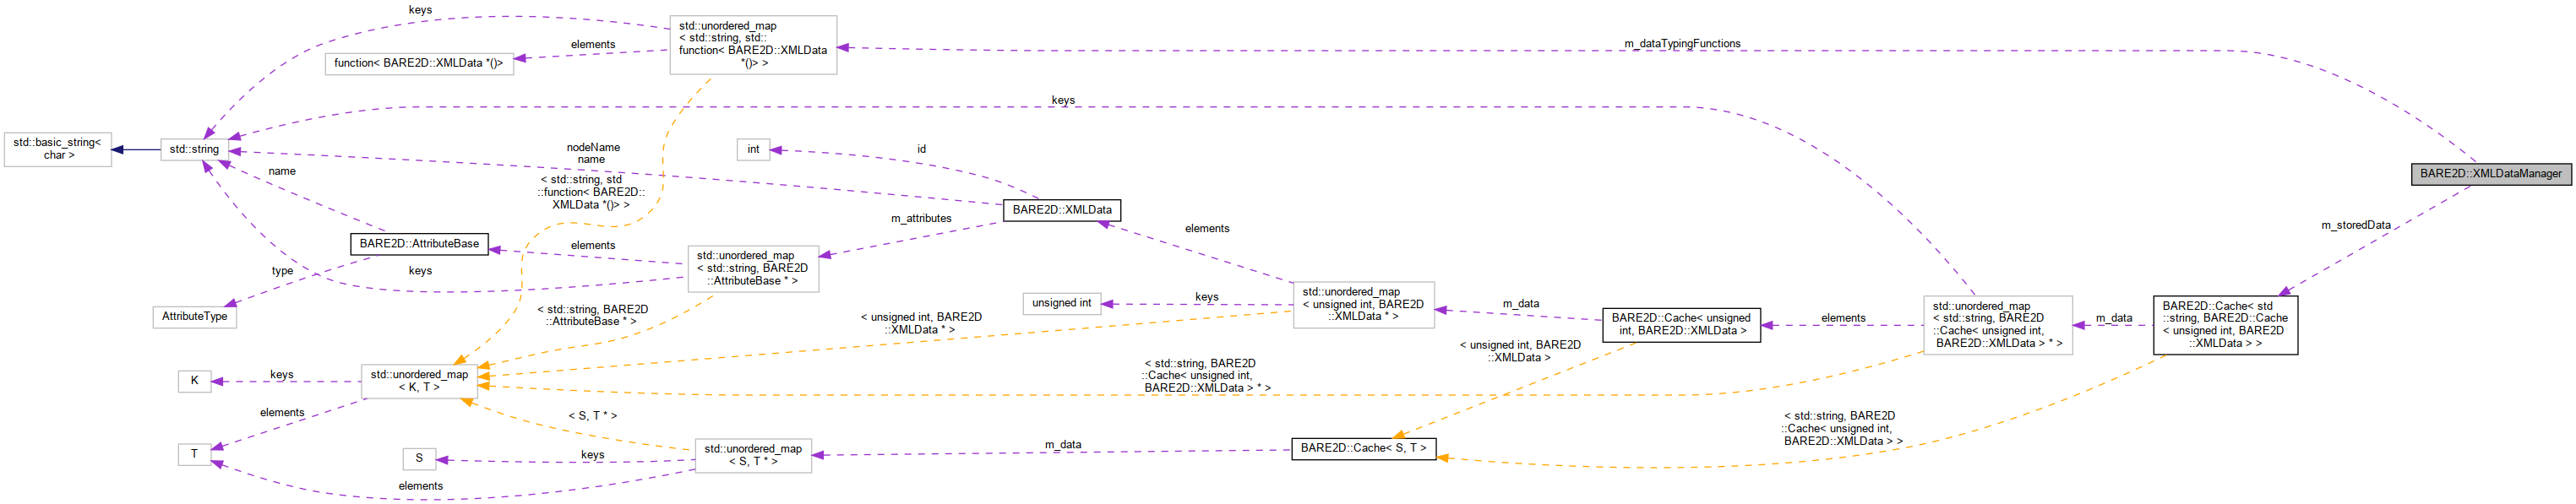 keys
std::unordered_map
< std::string, std::
function< BARE2D::XMLData
*()> >
elements
function< BARE2D::XMLData *()>
m_dataTypingFunctions
keys
std::basic_string<
char >
std::string
nodeName
name
int
id
name
< std::string, std
::function< BARE2D::
XMLData *()> >
BARE2D::XMLDataManager
BARE2D::XMLData
m_attributes
elements
m_storedData
BARE2D::AttributeBase
elements
std::unordered_map
< std::string, BARE2D
::AttributeBase * >
type
keys
AttributeType
< std::string, BARE2D
::AttributeBase * >
unsigned int
keys
std::unordered_map
< unsigned int, BARE2D
::XMLData * >
m_data
BARE2D::Cache< unsigned
int, BARE2D::XMLData >
elements
std::unordered_map
< std::string, BARE2D
::Cache< unsigned int,
BARE2D::XMLData > * >
m_data
BARE2D::Cache< std
::string, BARE2D::Cache
< unsigned int, BARE2D
::XMLData > >
< unsigned int, BARE2D
::XMLData * >
< unsigned int, BARE2D
::XMLData >
< std::string, BARE2D
::Cache< unsigned int,
BARE2D::XMLData > * >
K
keys
std::unordered_map
< K, T >
elements
< S, T * >
< std::string, BARE2D
::Cache< unsigned int,
BARE2D::XMLData > >
T
S
keys
std::unordered_map
< S, T * >
m_data
BARE2D::Cache< S, T >
elements